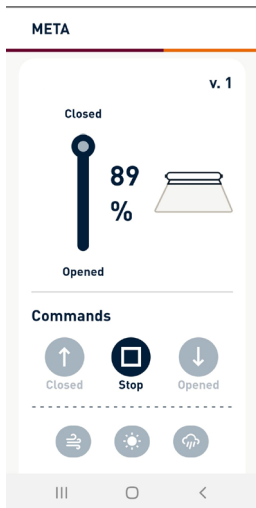 META
v. 1
Closed
89
%
Opened
Commands
Closed
Stop
Opened